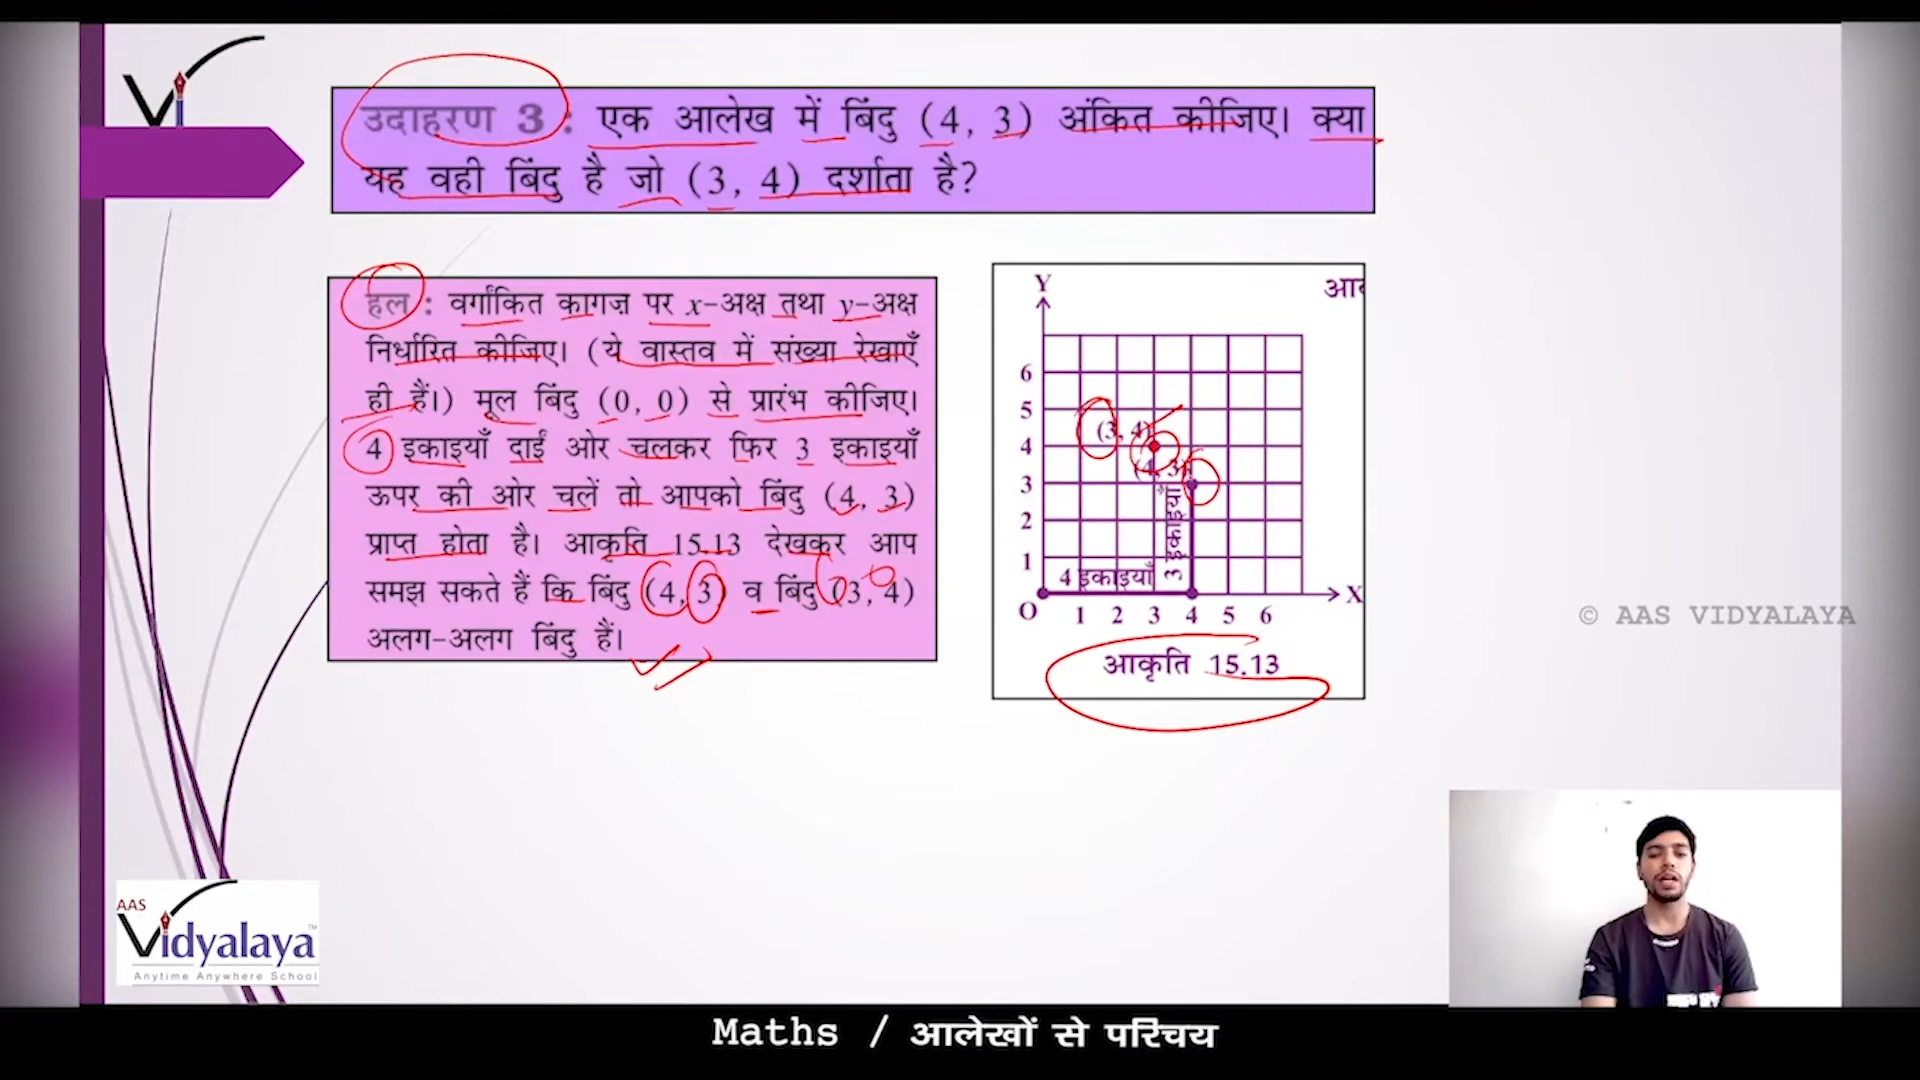 उदाहरण 3 : एक आलेख में बिंदु (4, 3) अंकित कीजिए। क्या
यह वही बिंदु है जो (3, 4) दर्शाता है?
हल : वर्गांकित कागज़ पर x-अक्ष तथा y-अक्ष
निर्धारित कीजिए। (ये वास्तव में संख्या रेखाएँ
ही हैं।) मूल बिंदु (0, 0) से प्रारंभ कीजिए।
4 इकाइयाँ दाईं ओर चलकर फिर 3 इकाइयाँ
ऊपर की ओर चलें तो आपको बिंदु (4, 3)
प्राप्त होता है। आकृति 15.13 देखकर आप
समझ सकते हैं कि बिंदु (4, 3) व बिंदु (3, 4)
अलग-अलग बिंदु हैं।
Y
6
5
(3, 4)
4
(4, 3)
3
2
1
3 इकाइयाँ
4 इकाइयाँ
X
O 1 2 3 4 5 6
आकृति 15.13
© AAS VIDYALAYA
AAS
Vidyalaya
Anytime Anywhere School
Maths / आलेखों से परिचय